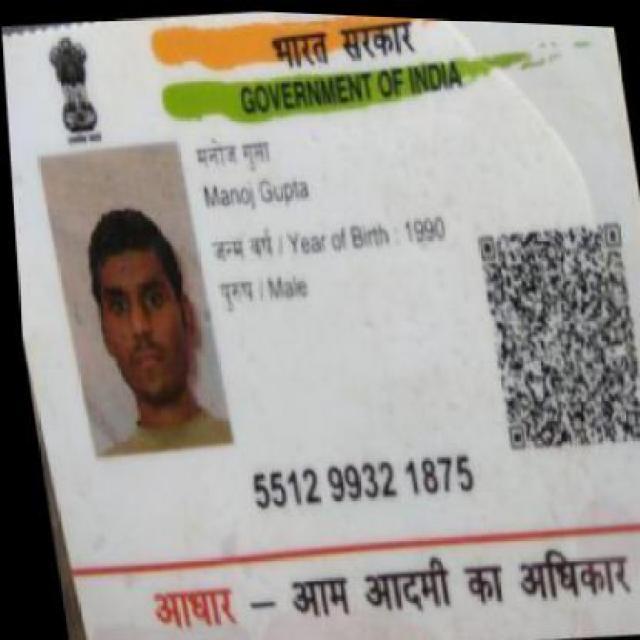 भारत सरकार
GOVERNMENT OF INDIA
मनोज गुप्ता
Manoj Gupta
जन्म वर्ष / Year of Birth : 1990
पुरुष / Male
5512 9932 1875
आधार – आम आदमी का अधिकार